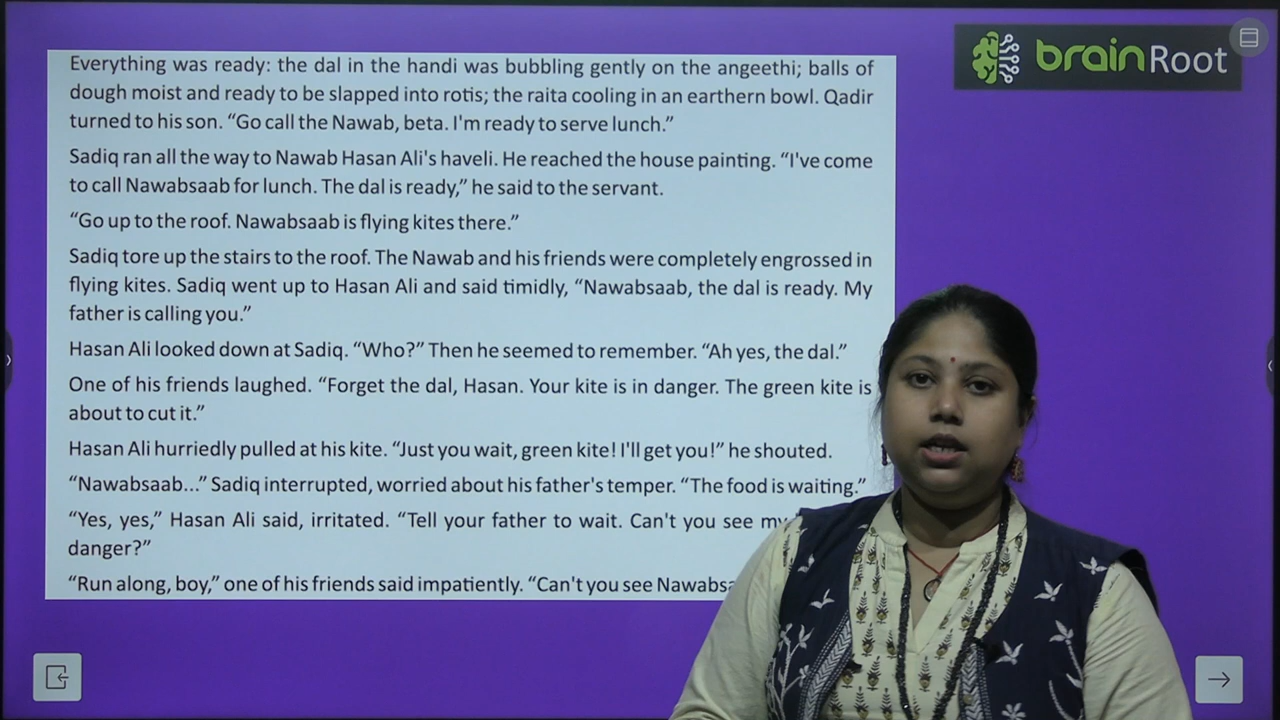 brainRoot
Everything was ready: the dal in the handi was bubbling gently on the angeethi; balls of
dough moist and ready to be slapped into rotis; the raita cooling in an earthern bowl. Qadir
turned to his son. “Go call the Nawab, beta. I'm ready to serve lunch.”
Sadiq ran all the way to Nawab Hasan Ali's haveli. He reached the house painting. “I've come
to call Nawabsaab for lunch. The dal is ready,” he said to the servant.
“Go up to the roof. Nawabsaab is flying kites there.”
Sadiq tore up the stairs to the roof. The Nawab and his friends were completely engrossed in
flying kites. Sadiq went up to Hasan Ali and said timidly, “Nawabsaab, the dal is ready. My
father is calling you.”
Hasan Ali looked down at Sadiq. “Who?” Then he seemed to remember. “Ah yes, the dal.”
One of his friends laughed. “Forget the dal, Hasan. Your kite is in danger. The green kite is
about to cut it.”
Hasan Ali hurriedly pulled at his kite. “Just you wait, green kite! I'll get you!” he shouted.
“Nawabsaab...” Sadiq interrupted, worried about his father's temper. “The food is waiting.”
“Yes, yes,” Hasan Ali said, irritated. “Tell your father to wait. Can't you see my
danger?”
“Run along, boy,” one of his friends said impatiently. “Can't you see